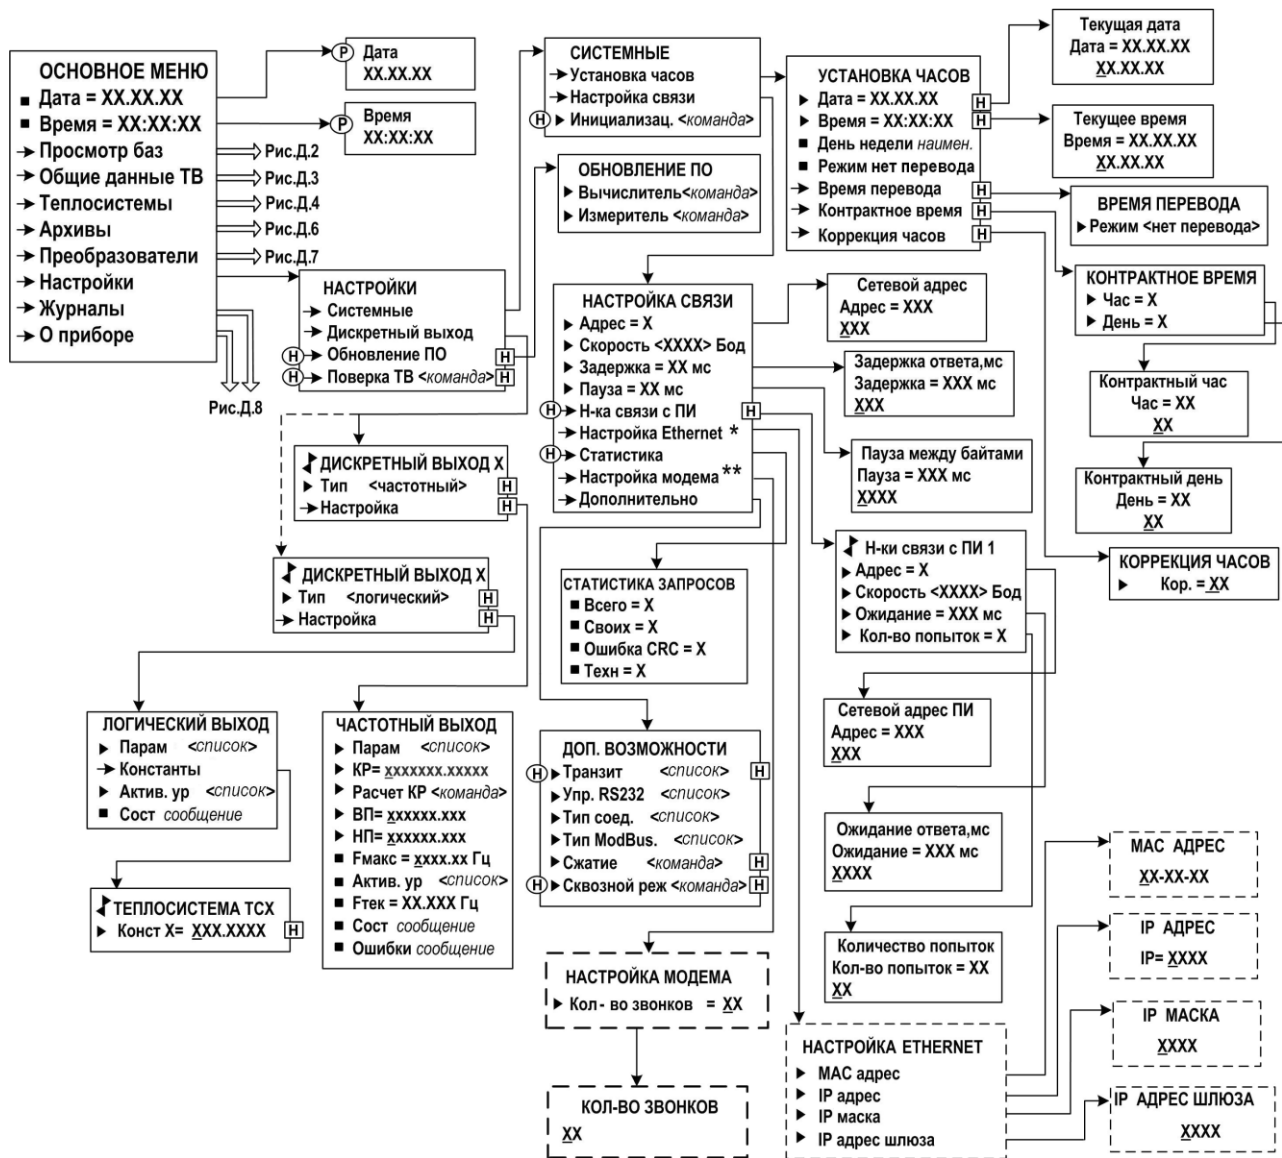 ОСНОВНОЕ МЕНЮ
Дата = XX.XX.XX
Время = XX:XX:XX
Просмотр баз
Общие данные ТВ
Теплосистемы
Архивы
Преобразователи
Настройки
Журналы
О приборе
Р
Дата
XX.XX.XX
Р
Время
XX:XX:XX
Рис.Д.2
Рис.Д.3
Рис.Д.4
Рис.Д.6
Рис.Д.7
Рис.Д.8
НАСТРОЙКИ
Системные
Дискретный выход
Н Обновление ПО Н
Н Поверка ТВ <команда> Н
СИСТЕМНЫЕ
Установка часов
Настройка связи
Н Инициализац. <команда>
ОБНОВЛЕНИЕ ПО
Вычислитель<команда>
Измеритель <команда>
УСТАНОВКА ЧАСОВ
Дата = XX.XX.XX Н
Время = XX:XX:XX Н
День недели наимен.
Режим нет перевода
Время перевода Н
Контрактное время Н
Коррекция часов Н
Текущая дата
Дата = XX.XX.XX
XX.XX.XX
Текущее время
Время = XX.XX.XX
XX.XX.XX
ВРЕМЯ ПЕРЕВОДА
Режим <нет перевода>
КОНТРАКТНОЕ ВРЕМЯ
Час = X
День = X
Контрактный час
Час = XX
XX
Контрактный день
День = XX
XX
КОРРЕКЦИЯ ЧАСОВ
Кор. = XX
НАСТРОЙКА СВЯЗИ
Адрес = X
Скорость <XXXX> Бод
Задержка = XX мс
Пауза = XX мс
Н Н-ка связи с ПИ Н
Настройка Ethernet *
Н Статистика
Настройка модема**
Дополнительно
Сетевой адрес
Адрес = XXX
XXX
Задержка ответа,мс
Задержка = XXX мс
XXX
Пауза между байтами
Пауза = XXX мс
XXXX
ДИСКРЕТНЫЙ ВЫХОД X
Тип <частотный> Н
Настройка Н
ДИСКРЕТНЫЙ ВЫХОД X
Тип <логический> Н
Настройка Н
СТАТИСТИКА ЗАПРОСОВ
Всего = X
Своих = X
Ошибка CRC = X
Техн = X
Н-ки связи с ПИ 1
Адрес = X
Скорость <XXXX> Бод
Ожидание = XXX мс
Кол-во попыток = X
Сетевой адрес ПИ
Адрес = XXX
XXX
Ожидание ответа,мс
Ожидание = XXX мс
XXXX
Количество попыток
Кол-во попыток = XX
XX
ЛОГИЧЕСКИЙ ВЫХОД
Парам <список>
Константы
Актив. ур <список>
Сост сообщение
ТЕПЛОСИСТЕМА ТСX
Конст X= XXX.XXXX Н
ЧАСТОТНЫЙ ВЫХОД
Парам <список>
КР= xxxxxxx.xxxxx
Расчет КР <команда>
ВП= xxxxxx.xxx
НП= xxxxxx.xxx
Fмакс = xxxx.xx Гц
Актив. ур <список>
Fтек = XX.XXX Гц
Сост сообщение
Ошибки сообщение
ДОП. ВОЗМОЖНОСТИ
Н Транзит <список> Н
Упр. RS232 <список>
Тип соед. <список>
Тип ModBus. <список>
Сжатие <команда> Н
Н Сквозной реж <команда> Н
НАСТРОЙКА МОДЕМА
Кол- во звонков = XX
КОЛ-ВО ЗВОНКОВ
XX
НАСТРОЙКА ETHERNET
MAC адрес
IP адрес
IP маска
IP адрес шлюза
MAC АДРЕС
XX-XX-XX
IP АДРЕС
IP= XXXX
IP МАСКА
XXXX
IP АДРЕС ШЛЮЗА
XXXX